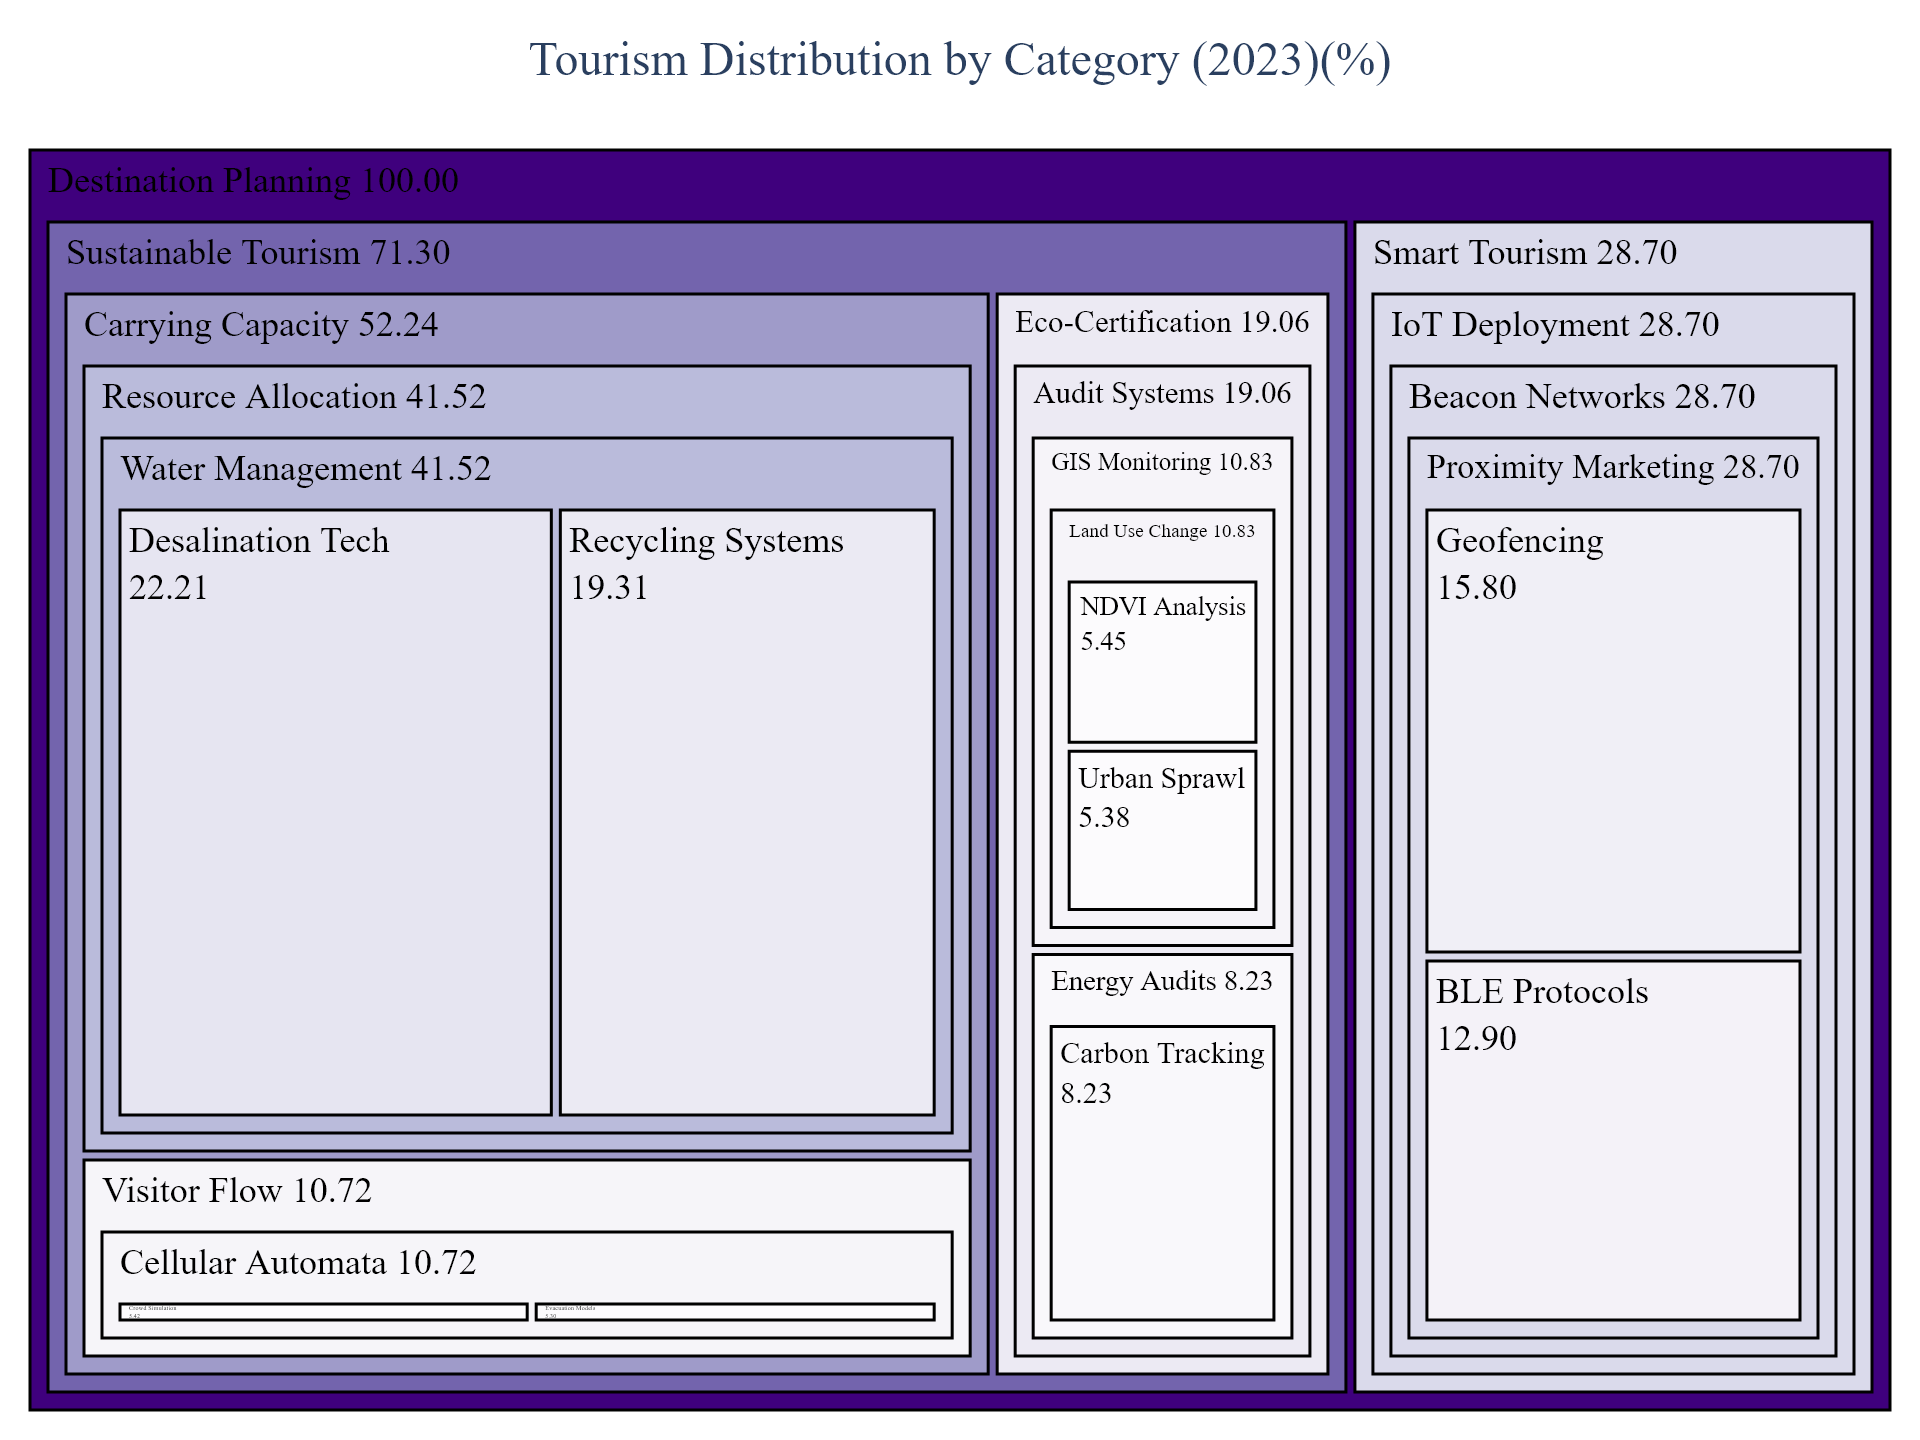 Tourism Distribution by Category (2023)(%)
Destination Planning 100.00
Sustainable Tourism 71.30
Carrying Capacity 52.24
Resource Allocation 41.52
Water Management 41.52
Desalination Tech
22.21
Recycling Systems
19.31
Visitor Flow 10.72
Cellular Automata 10.72
Crowd Simulation
5.42
Evacuation Models
5.30
Eco-Certification 19.06
Audit Systems 19.06
GIS Monitoring 10.83
Land Use Change 10.83
NDVI Analysis
5.45
Urban Sprawl
5.38
Energy Audits 8.23
Carbon Tracking
8.23
Smart Tourism 28.70
IoT Deployment 28.70
Beacon Networks 28.70
Proximity Marketing 28.70
Geofencing
15.80
BLE Protocols
12.90